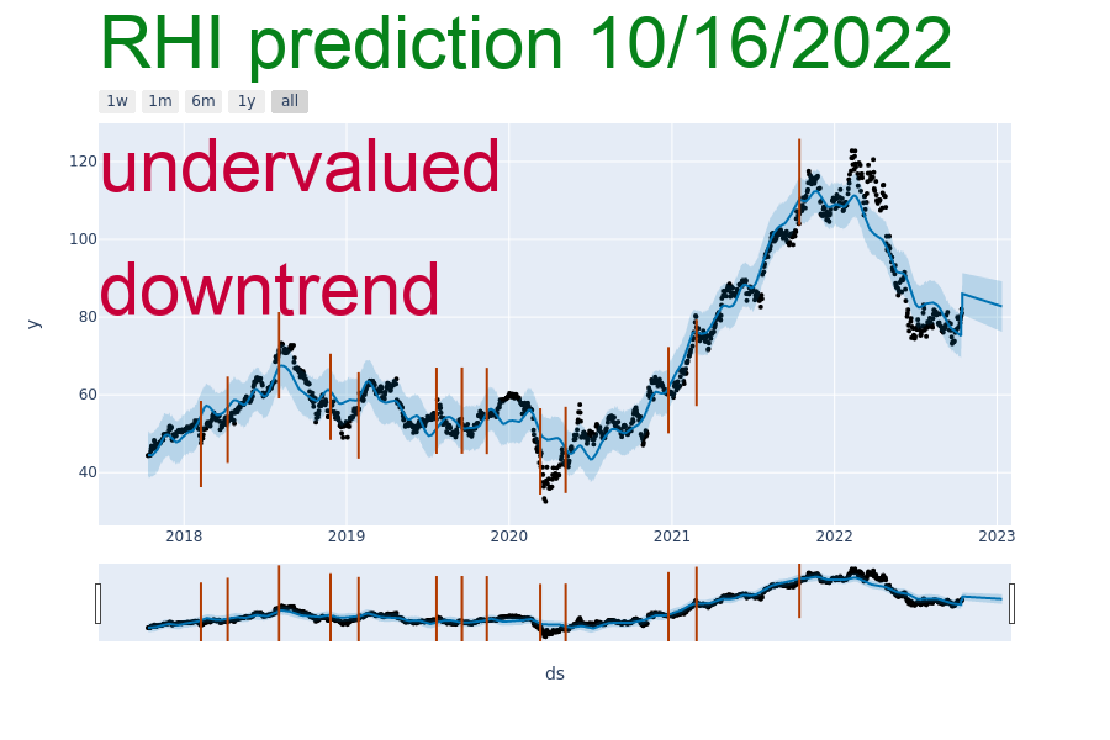 RHI prediction 10/16/2022
1w 1m 6m 1y all
undervalued
downtrend
120
100
80
60
40
y
2018 2019 2020 2021 2022 2023
ds